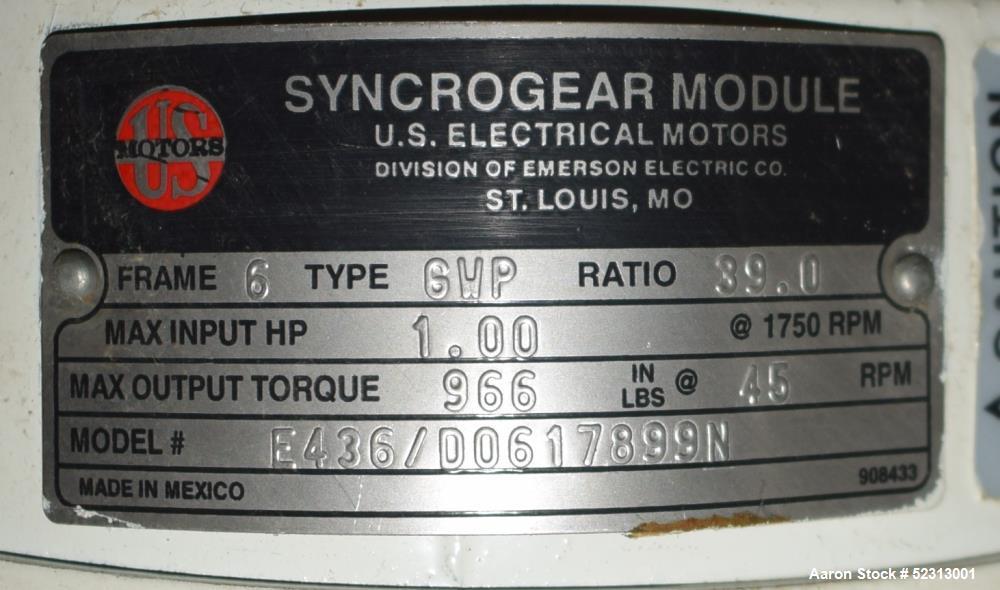 US
MOTORS
SYNCROGEAR MODULE
U.S. ELECTRICAL MOTORS
DIVISION OF EMERSON ELECTRIC CO.
ST. LOUIS, MO
FRAME 6 TYPE GWP RATIO 39.0
MAX INPUT HP 1.00 @ 1750 RPM
MAX OUTPUT TORQUE 966 IN LBS @ 45 RPM
MODEL # E436/D0617899N
MADE IN MEXICO 908433
Aaron Stock # 52313001